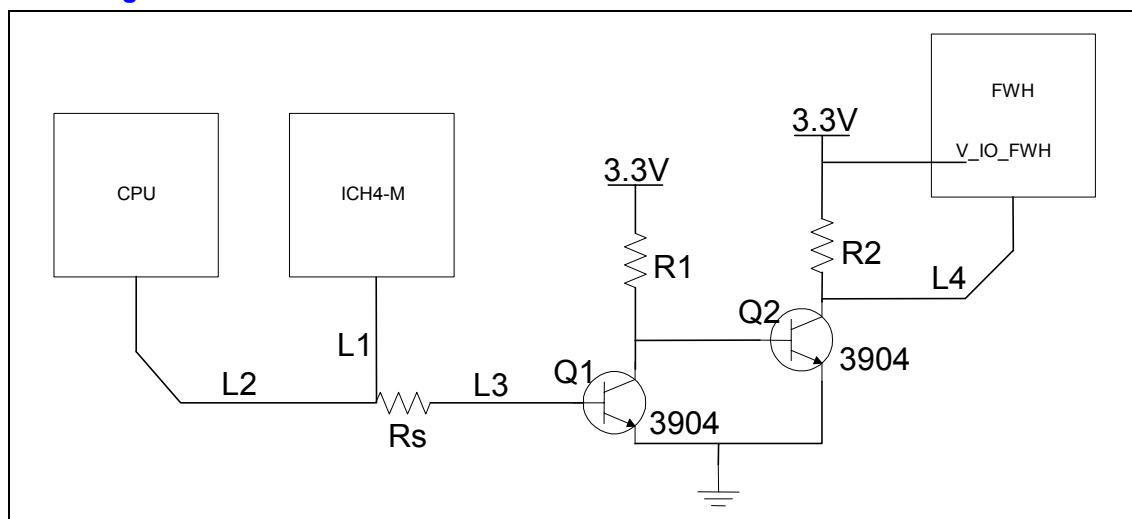 FWH
3.3V
V_IO_FWH
3.3V
CPU
ICH4-M
R1
R2
L4
Q2
L1
3904
Q1
L2
L3
3904
Rs